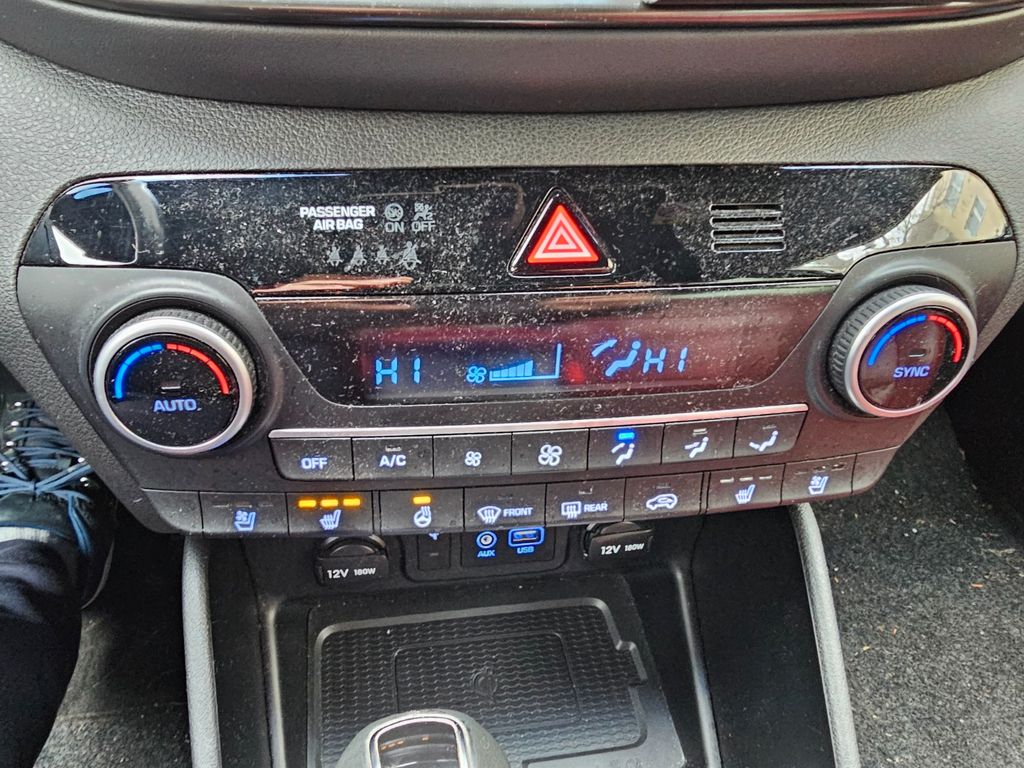 PASSENGER
AIR BAG
ON OFF
HI HI
AUTO
SYNC
OFF A/C
FRONT REAR
AUX USB
12V 180W 12V 180W